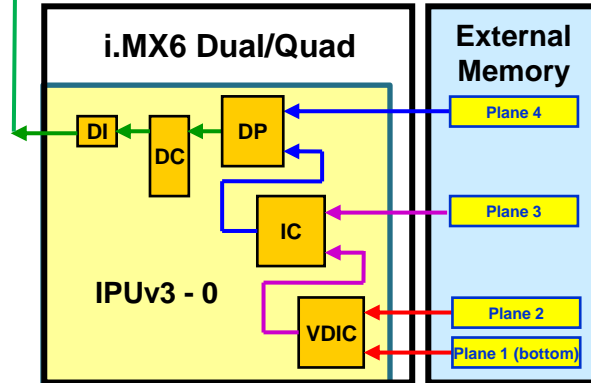 i.MX6 Dual/Quad
External
Memory
DI
DC
DP
Plane 4
IC
Plane 3
IPUv3 - 0
VDIC
Plane 2
Plane 1 (bottom)